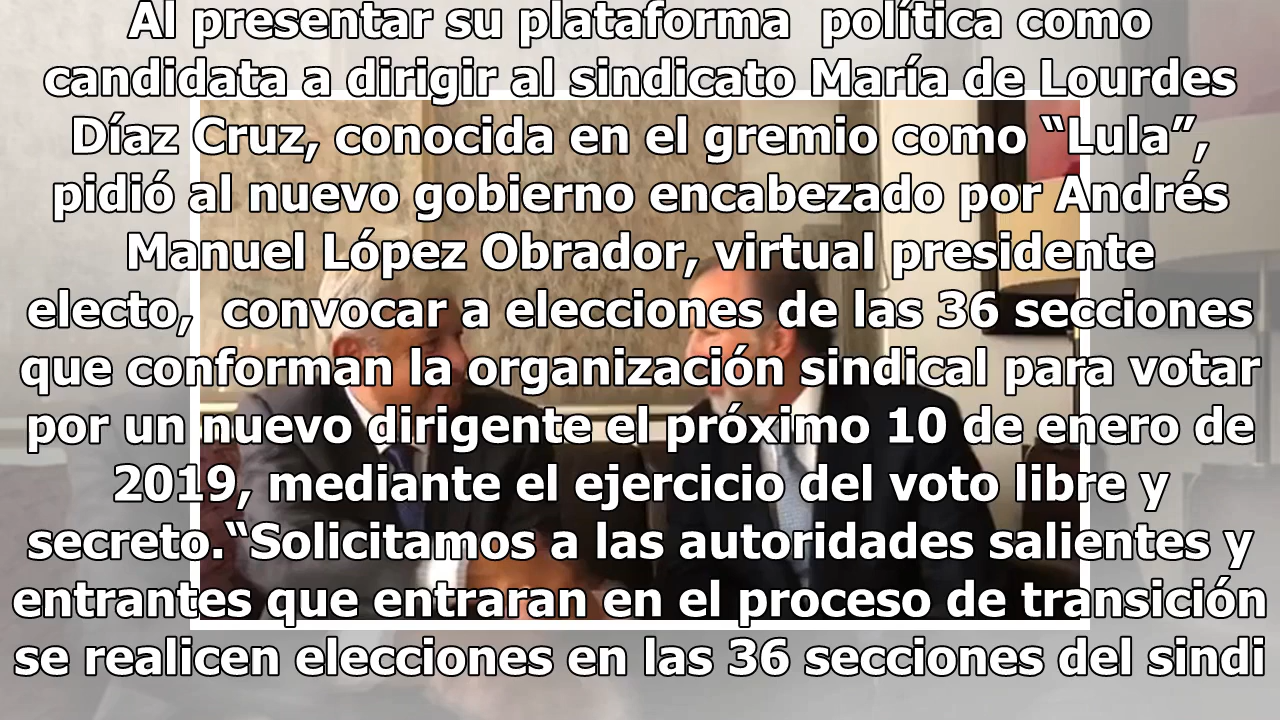 Al presentar su plataforma  política como
candidata a dirigir al sindicato María de Lourdes
Díaz Cruz, conocida en el gremio como “Lula”,
pidió al nuevo gobierno encabezado por Andrés
Manuel López Obrador, virtual presidente
electo,  convocar a elecciones de las 36 secciones
que conforman la organización sindical para votar
por un nuevo dirigente el próximo 10 de enero de
2019, mediante el ejercicio del voto libre y
secreto.“Solicitamos a las autoridades salientes y
entrantes que entraran en el proceso de transición
se realicen elecciones en las 36 secciones del sindi